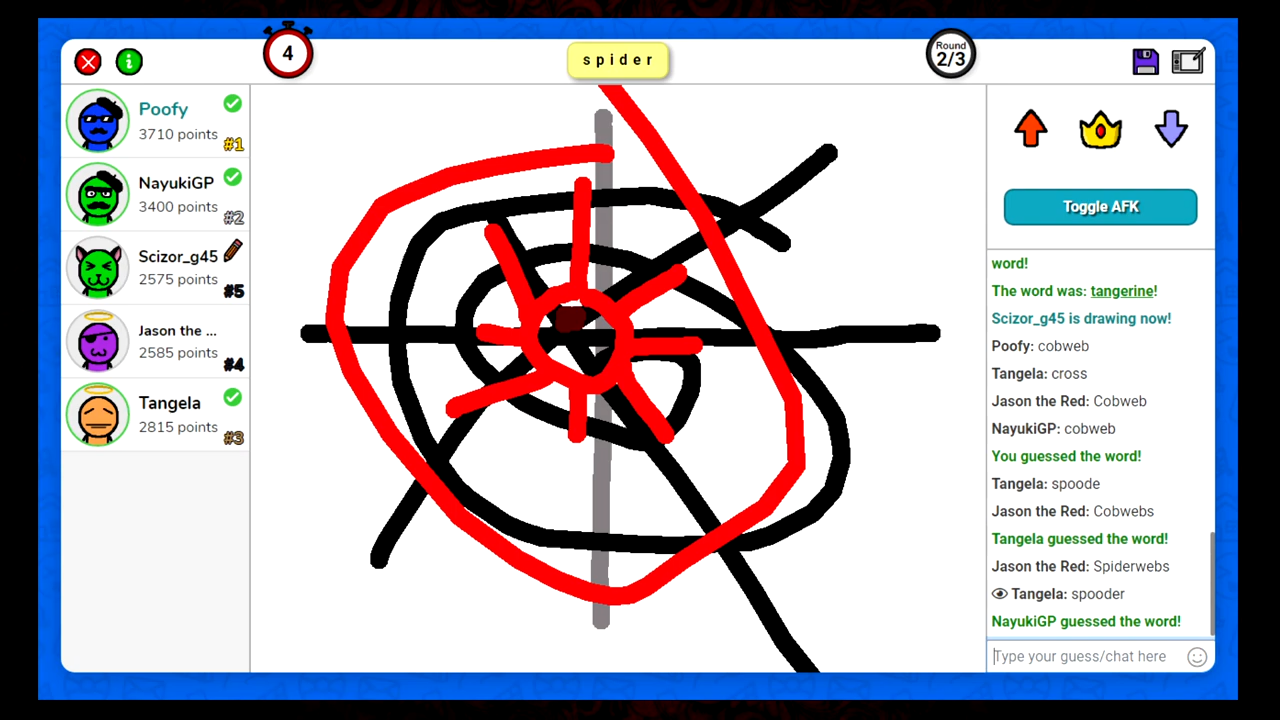 4
spider
Round
2/3
Poofy
3710 points
#1
NayukiGP
3400 points
#2
Scizor_g45
2575 points
#5
Jason the ...
2585 points
#4
Tangela
2815 points
#3
Toggle AFK
word!
The word was: tangerine!
Scizor_g45 is drawing now!
Poofy: cobweb
Tangela: cross
Jason the Red: Cobweb
NayukiGP: cobweb
You guessed the word!
Tangela: spoode
Jason the Red: Cobwebs
Tangela guessed the word!
Jason the Red: Spiderwebs
Tangela: spooder
NayukiGP guessed the word!
Type your guess/chat here